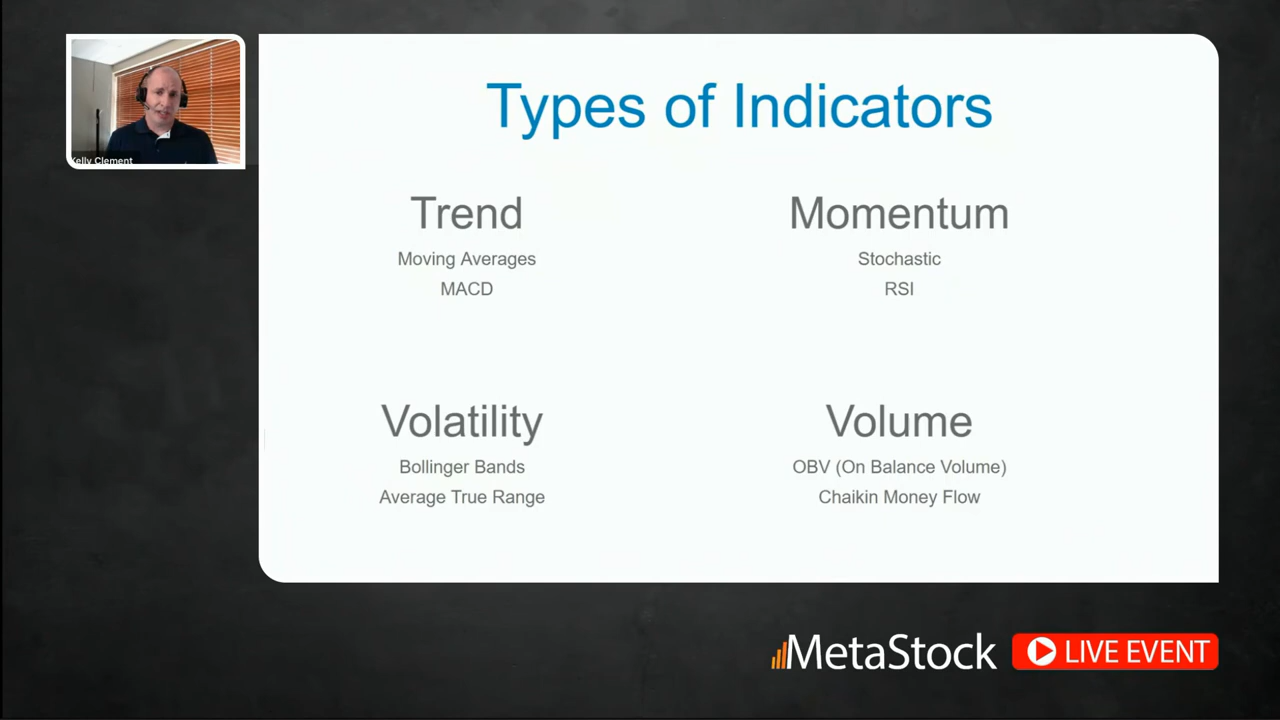 Kelly Clement
Types of Indicators
Trend
Moving Averages
MACD
Momentum
Stochastic
RSI
Volatility
Bollinger Bands
Average True Range
Volume
OBV (On Balance Volume)
Chaikin Money Flow
MetaStock
LIVE EVENT